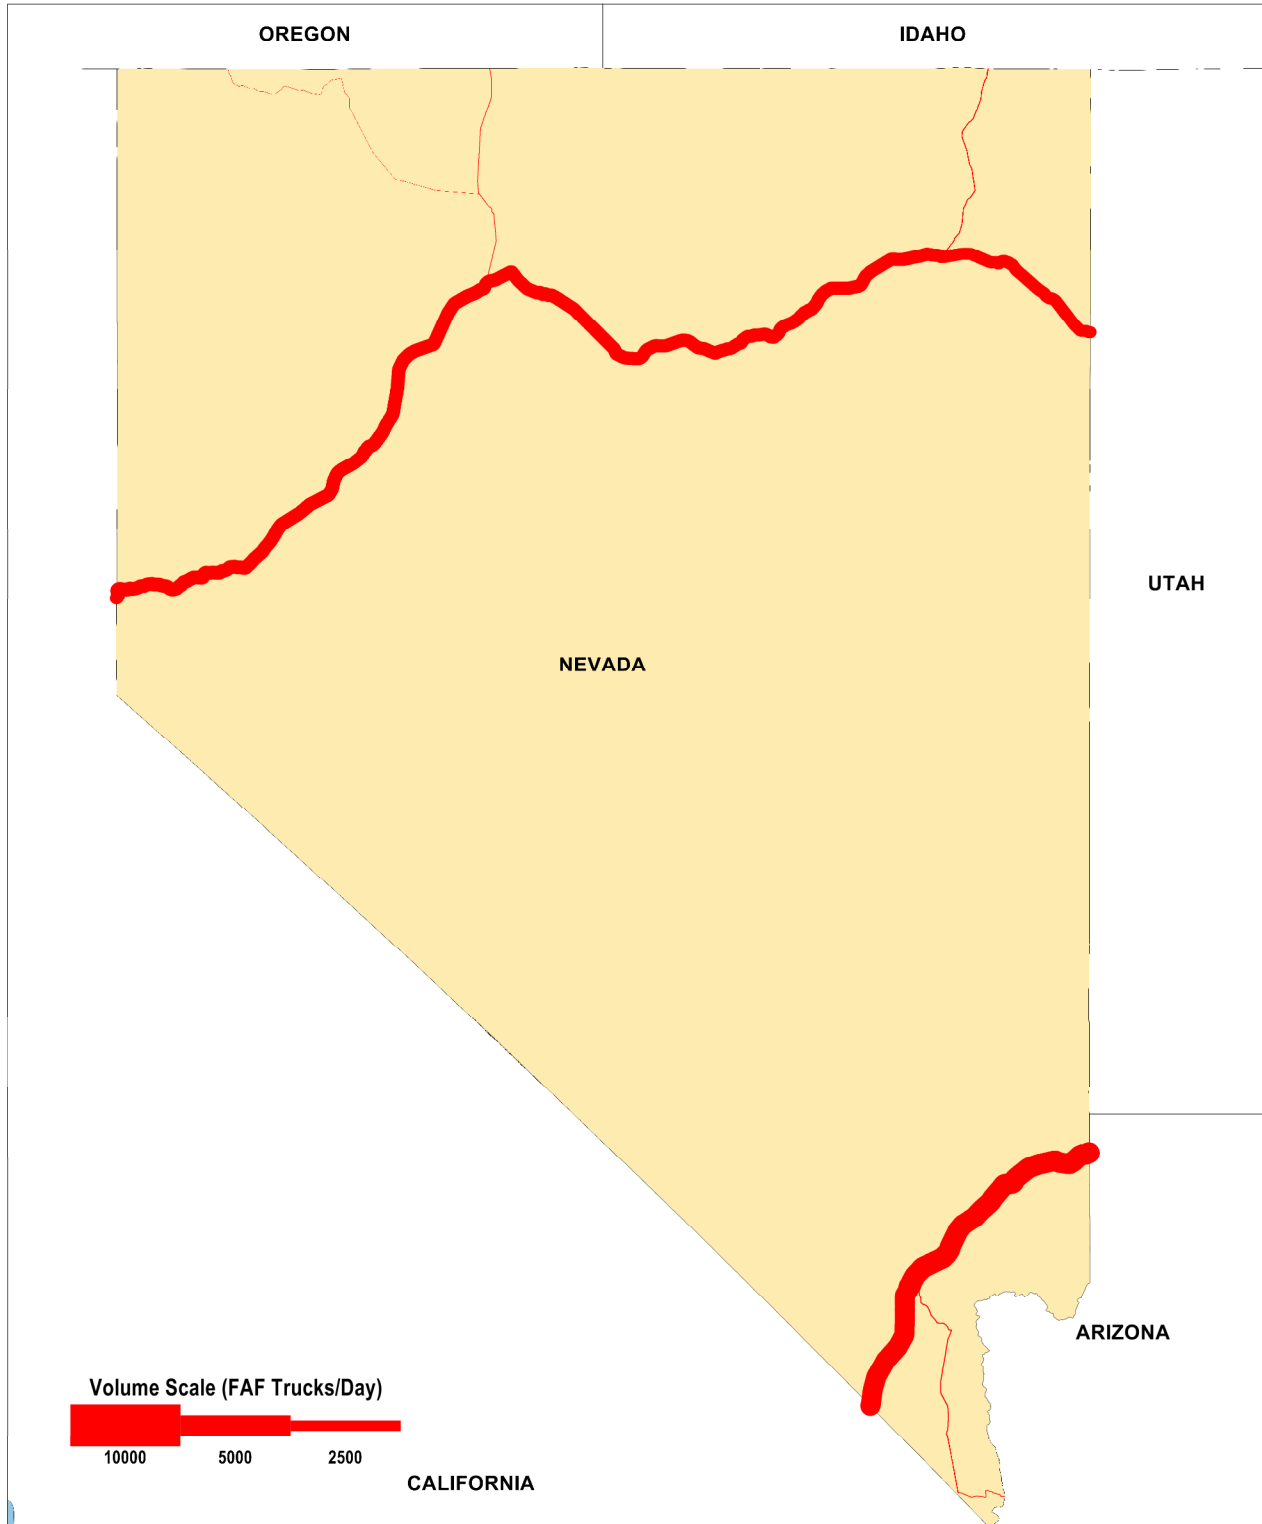 OREGON
IDAHO
UTAH
NEVADA
ARIZONA
Volume Scale (FAF Trucks/Day)
10000 5000 2500
CALIFORNIA